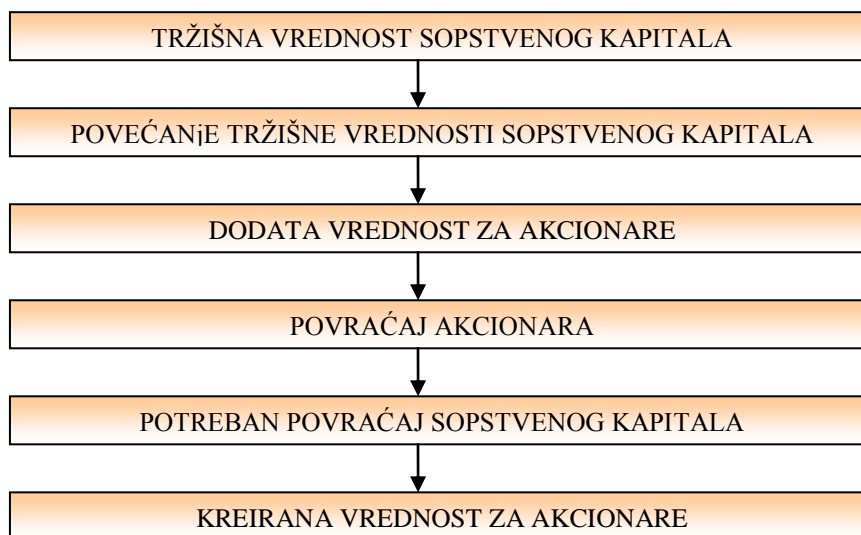 TRŽIŠNA VREDNOST SOPSTVENOG KAPITALA
POVEĆANjE TRŽIŠNE VREDNOSTI SOPSTVENOG KAPITALA
DODATA VREDNOST ZA AKCIONARE
POVRAĆAJ AKCIONARA
POTREBAN POVRAĆAJ SOPSTVENOG KAPITALA
KREIRANA VREDNOST ZA AKCIONARE